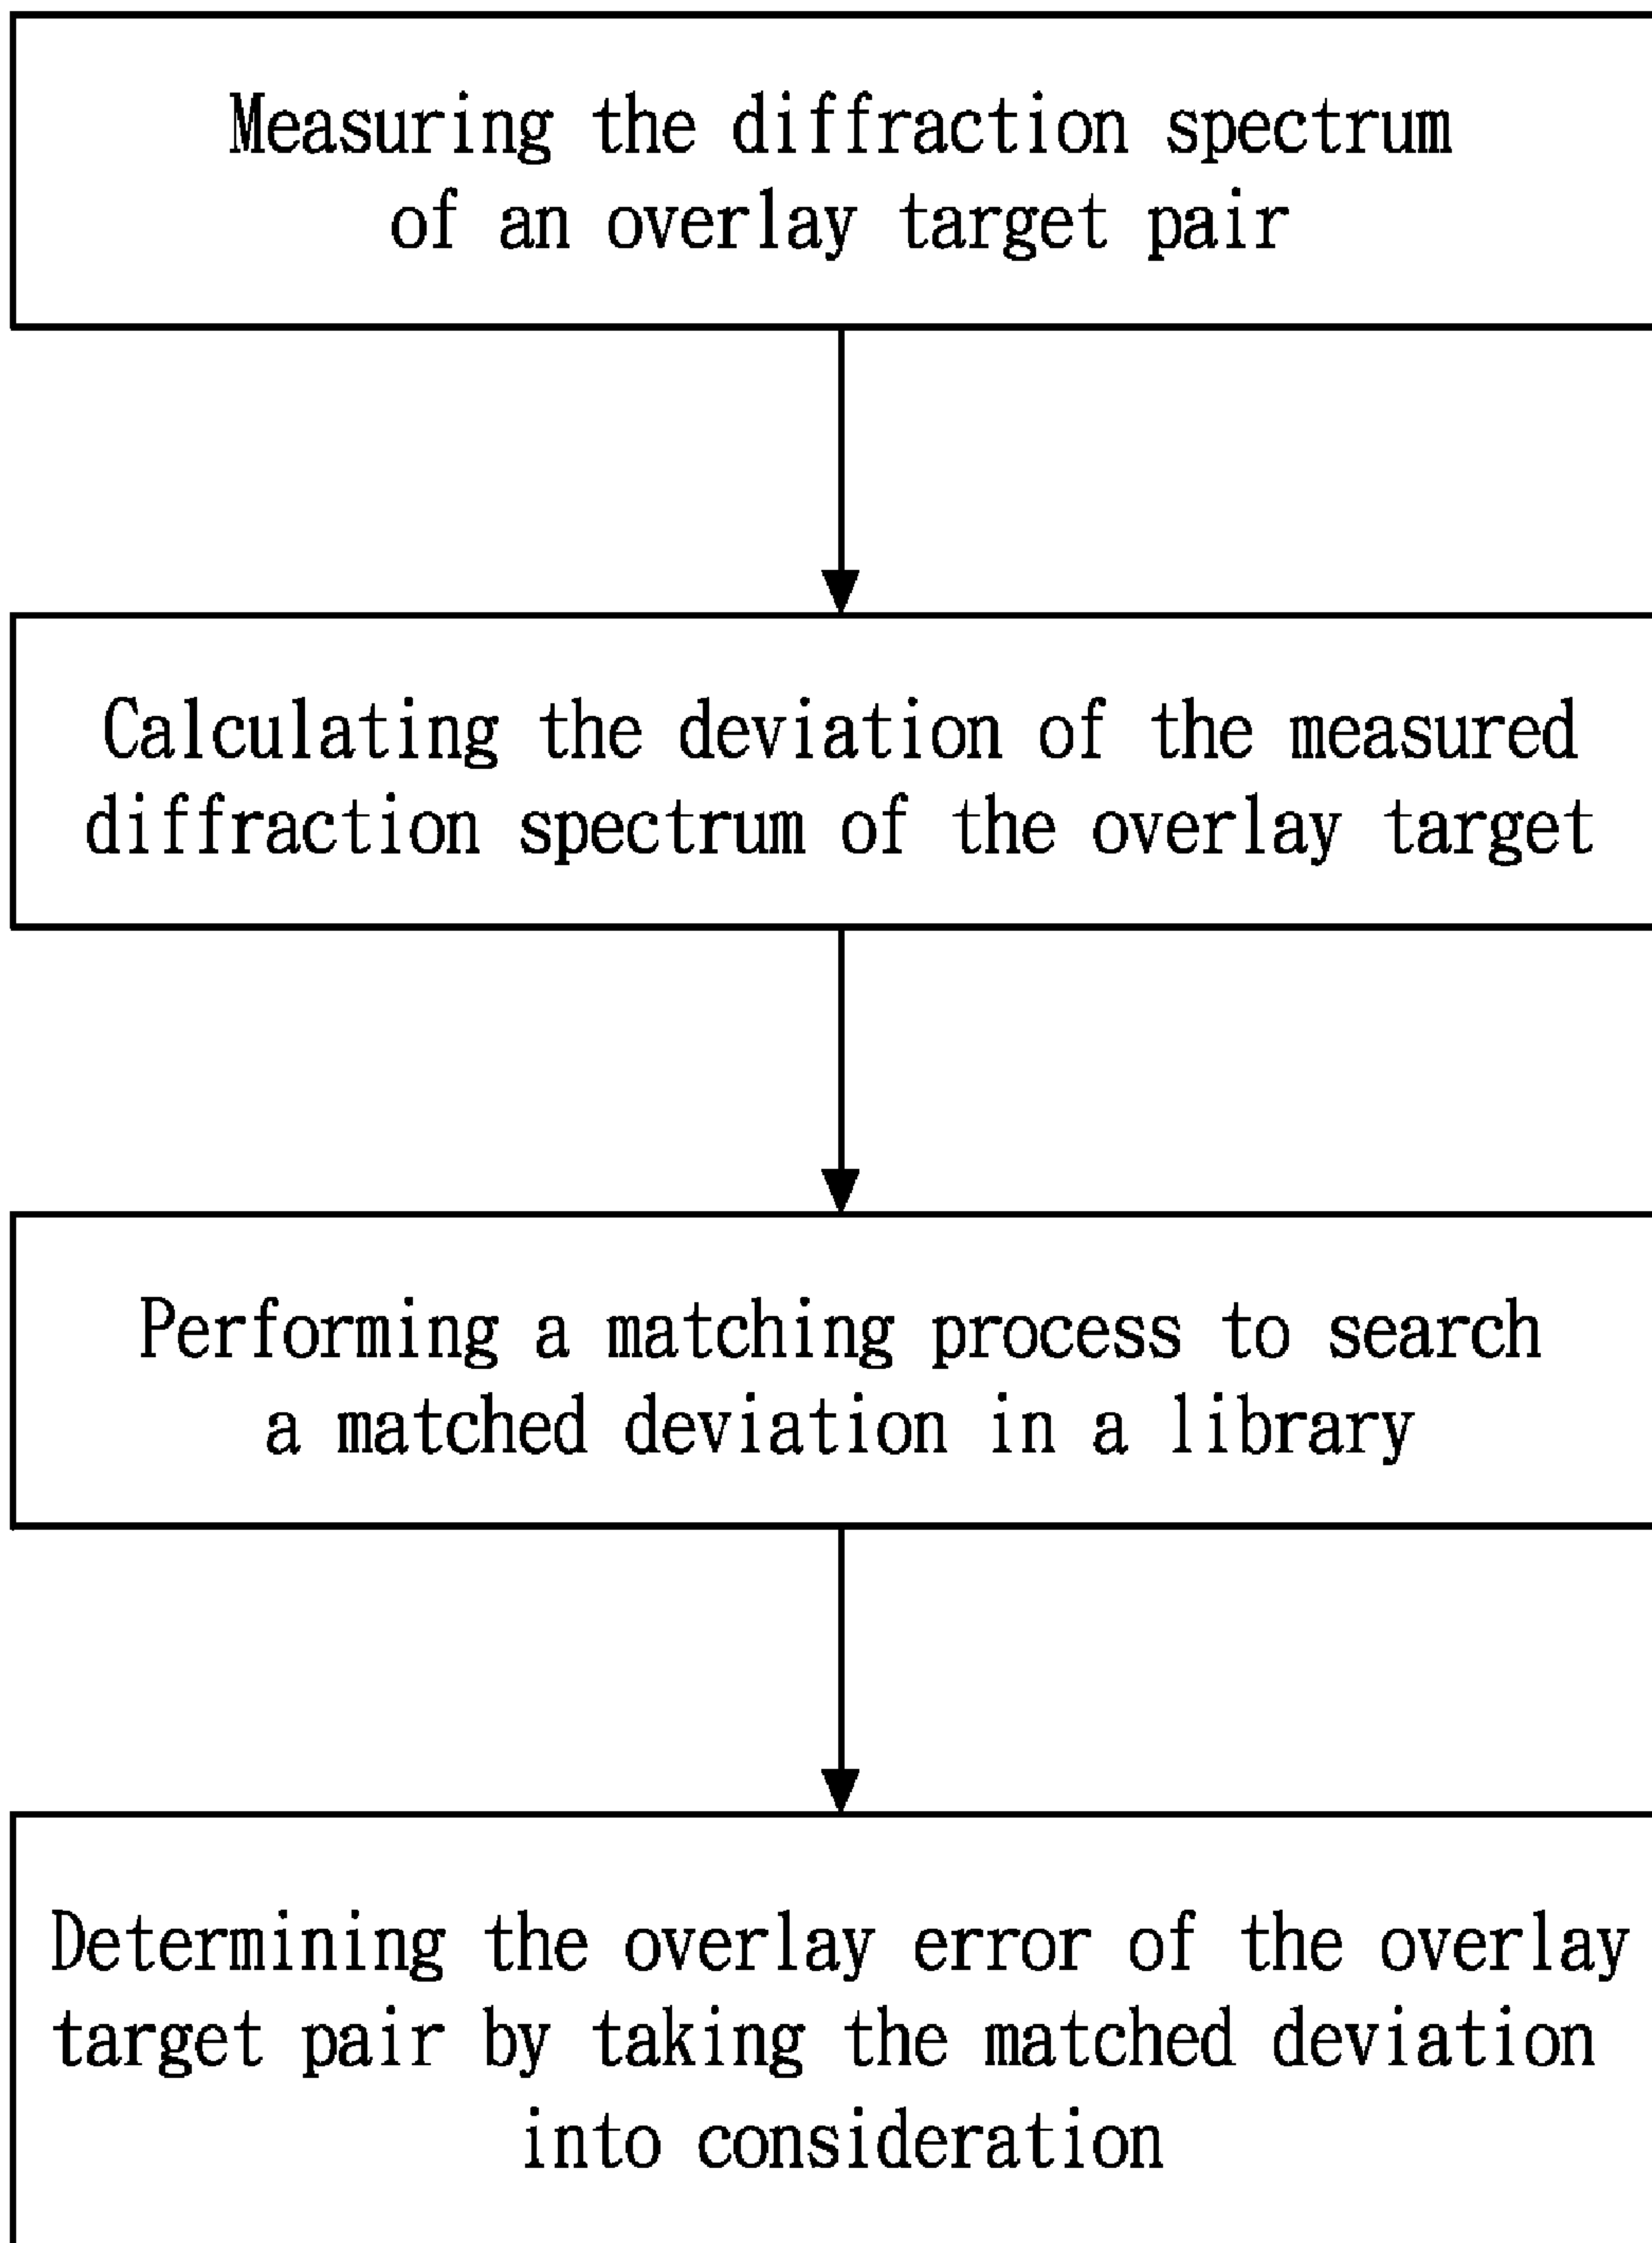 Measuring the diffraction spectrum
of an overlay target pair
Calculating the deviation of the measured
diffraction spectrum of the overlay target
Performing a matching process to search
a matched deviation in a library
Determining the overlay error of the overlay
target pair by taking the matched deviation
into consideration